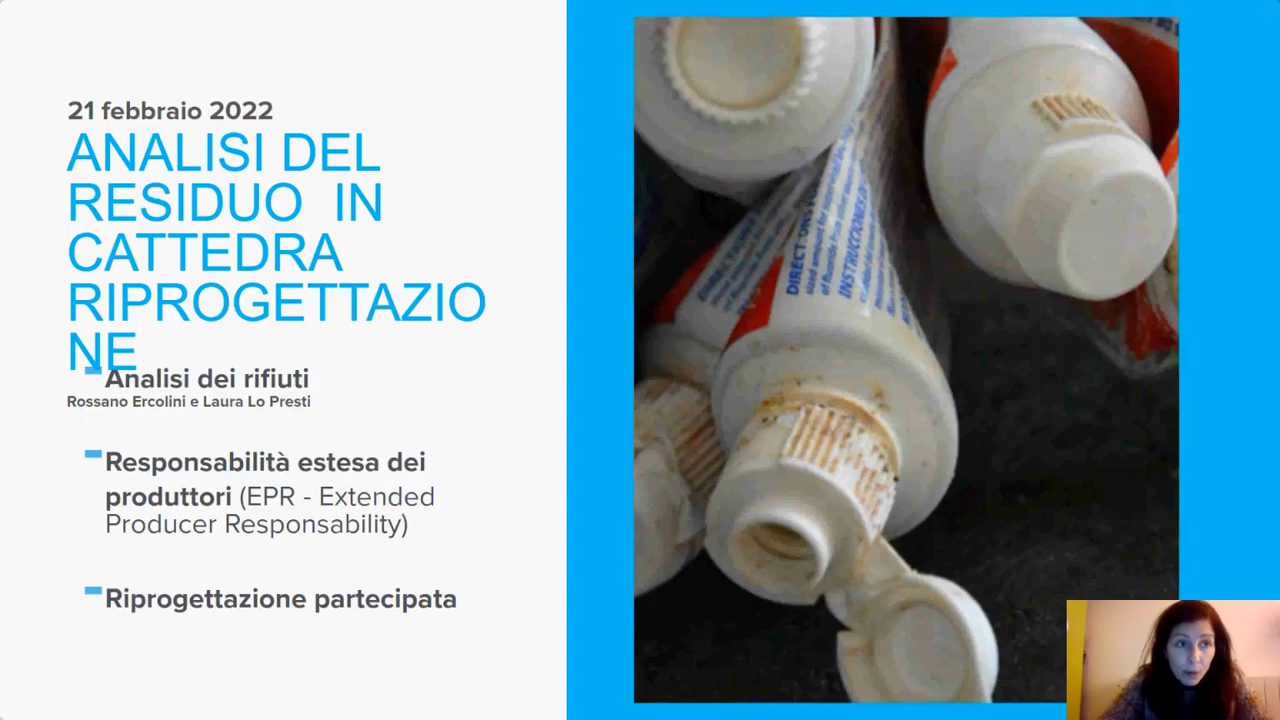 21 febbraio 2022
ANALISI DEL
RESIDUO IN
CATTEDRA
RIPROGETTAZIO
NE
Analisi dei rifiuti
Rossano Ercolini e Laura Lo Presti
Responsabilità estesa dei
produttori (EPR - Extended
Producer Responsability)
Riprogettazione partecipata
INSTRUCCIONES